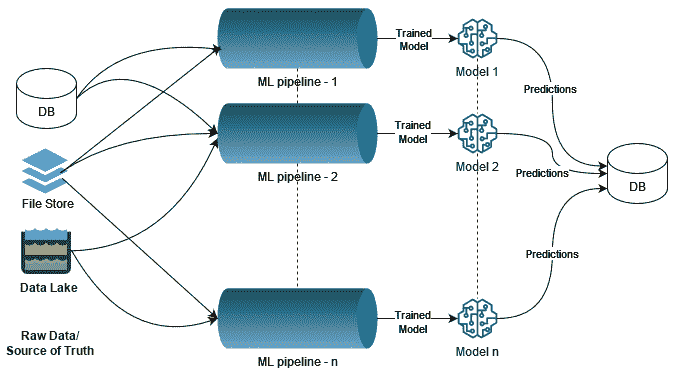 DB
File Store
Data Lake
Raw Data/
Source of Truth
ML pipeline - 1
ML pipeline - 2
ML pipeline - n
Trained
Model
Trained
Model
Trained
Model
Model 1
Model 2
Model n
Predictions
Predictions
Predictions
DB